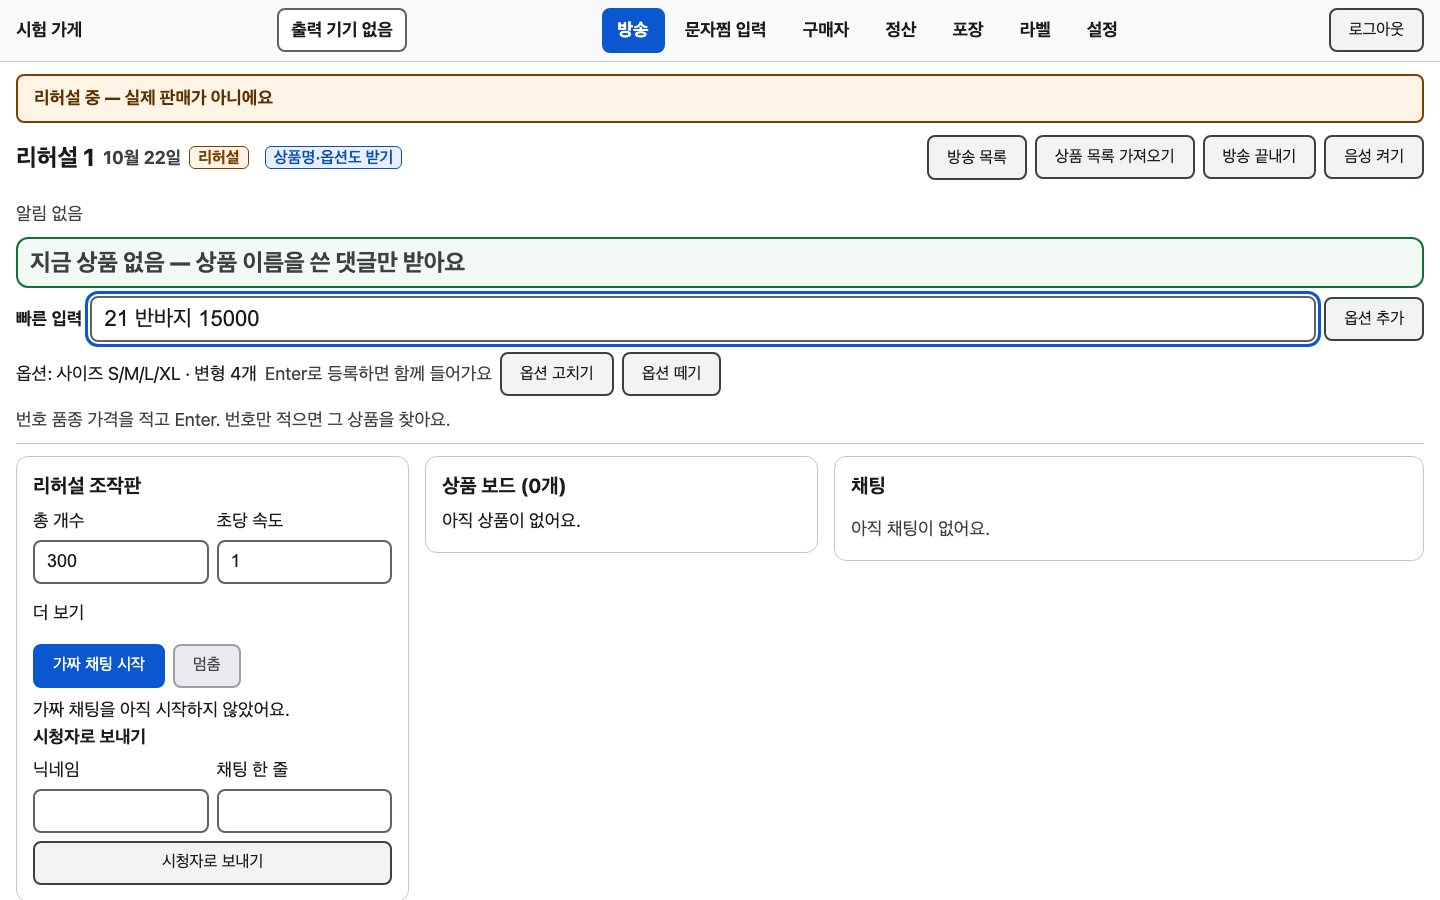 시험 가게
출력 기기 없음
방송
문자찜 입력
구매자
정산
포장
라벨
설정
로그아웃
리허설 중 — 실제 판매가 아니에요
리허설 1 10월 22일 리허설 상품명·옵션도 받기
방송 목록
상품 목록 가져오기
방송 끝내기
음성 켜기
알림 없음
지금 상품 없음 — 상품 이름을 쓴 댓글만 받아요
빠른 입력 21 반바지 15000 옵션 추가
옵션: 사이즈 S/M/L/XL · 변형 4개 Enter로 등록하면 함께 들어가요 옵션 고치기 옵션 떼기
번호 품종 가격을 적고 Enter. 번호만 적으면 그 상품을 찾아요.
리허설 조작판
총 개수 초당 속도
300 1
더 보기
가짜 채팅 시작 멈춤
가짜 채팅을 아직 시작하지 않았어요.
시청자로 보내기
닉네임 채팅 한 줄
시청자로 보내기
상품 보드 (0개)
아직 상품이 없어요.
채팅
아직 채팅이 없어요.